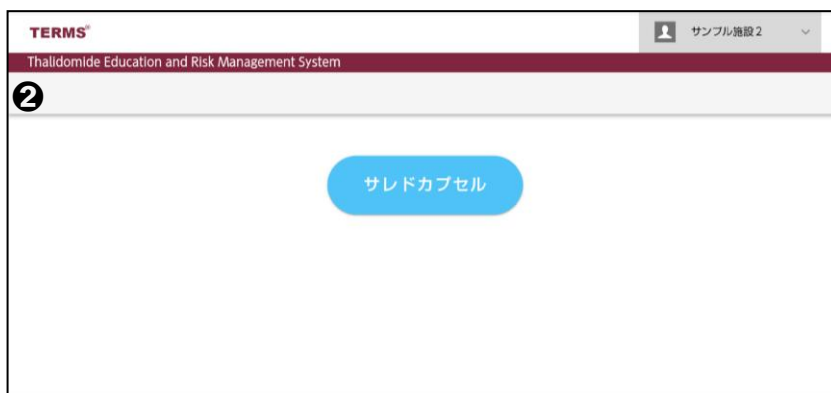 TERMS®
サンプル施設2
Thalidomide Education and Risk Management System
❷
サレドカプセル